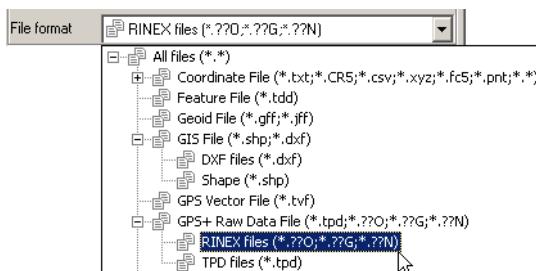 File format
RINEX files (*.??O;*.??G;*.??N)
All files (*.*)
Coordinate File (*.txt;*.CR5;*.csv;*.xyz;*.fc5;*.pnt;*.*)
Feature File (*.tdd)
Geoid File (*.gff;*.jff)
GIS File (*.shp;*.dxf)
DXF files (*.dxf)
Shape (*.shp)
GPS Vector File (*.tvf)
GPS+ Raw Data File (*.tpd;*.??O;*.??G;*.??N)
RINEX files (*.??O;*.??G;*.??N)
TPD files (*.tpd)